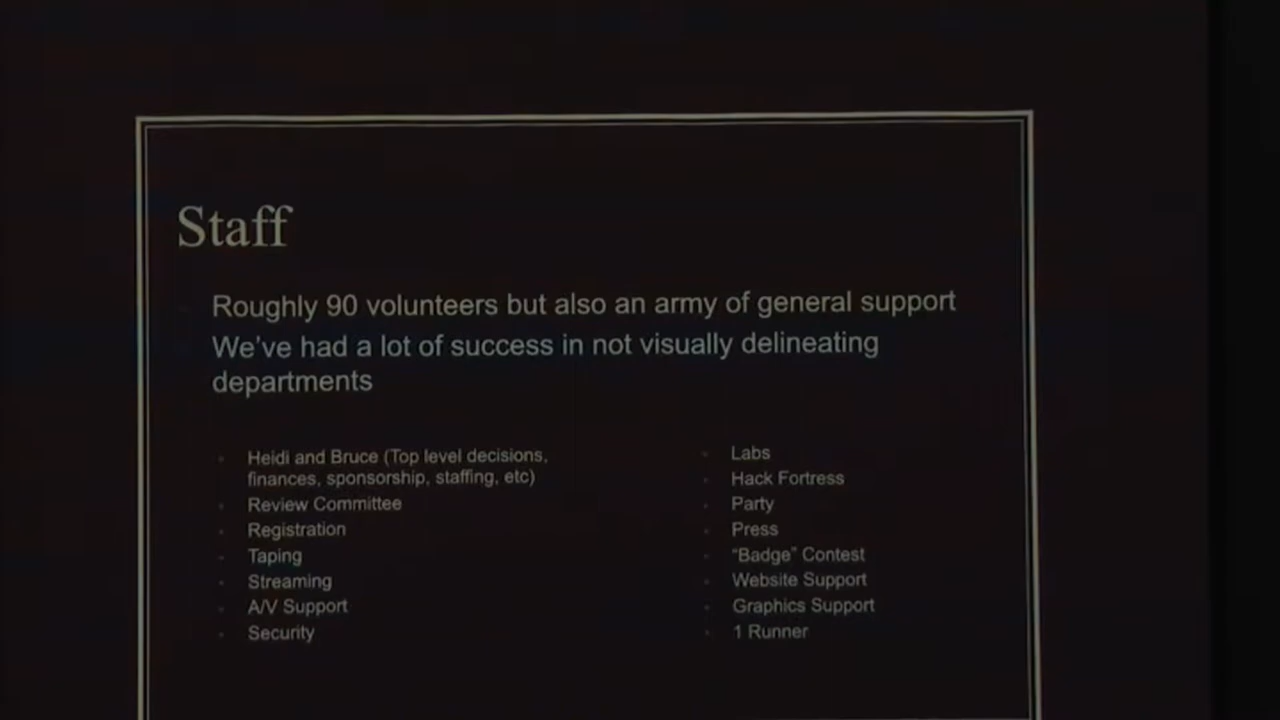 Staff
Roughly 90 volunteers but also an army of general support
We've had a lot of success in not visually delineating
departments
Heidi and Bruce (Top level decisions,
finances, sponsorship, staffing, etc)
Review Committee
Registration
Taping
Streaming
A/V Support
Security
Labs
Hack Fortress
Party
Press
“Badge” Contest
Website Support
Graphics Support
1 Runner